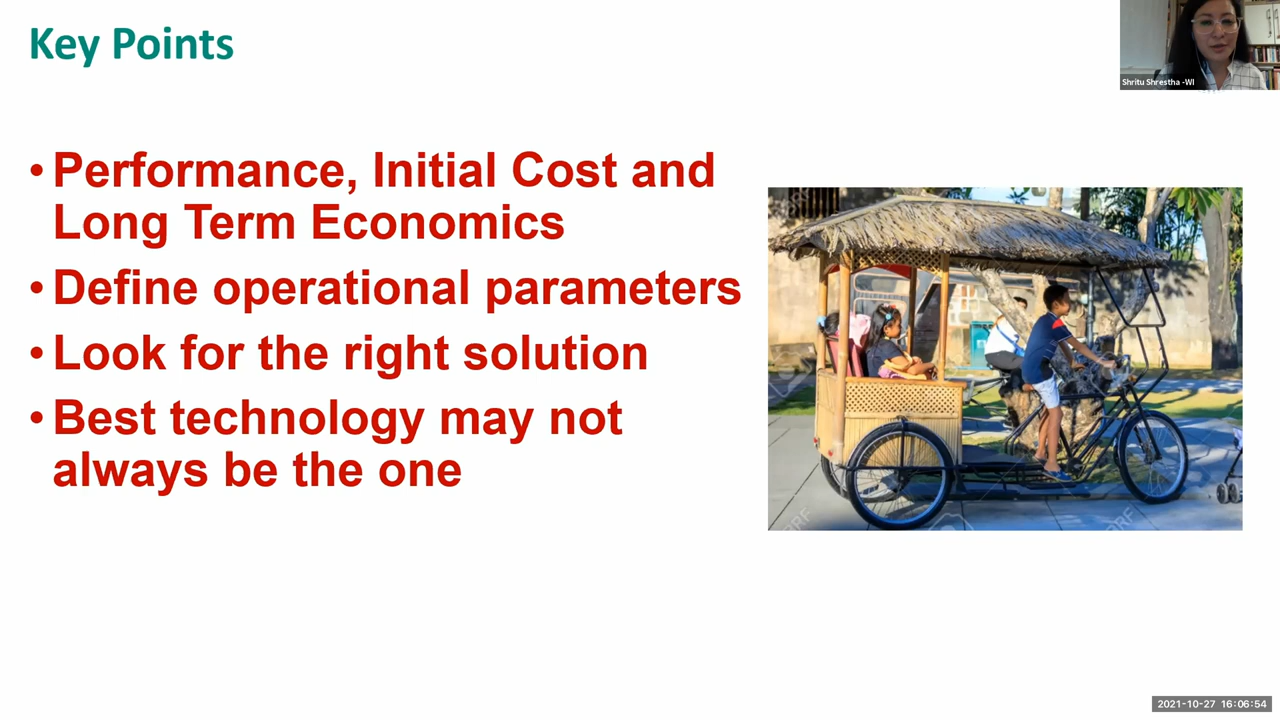 Key Points
Shritu Shrestha -WI
• Performance, Initial Cost and
Long Term Economics
• Define operational parameters
• Look for the right solution
• Best technology may not
always be the one
2021-10-27 16:06:54